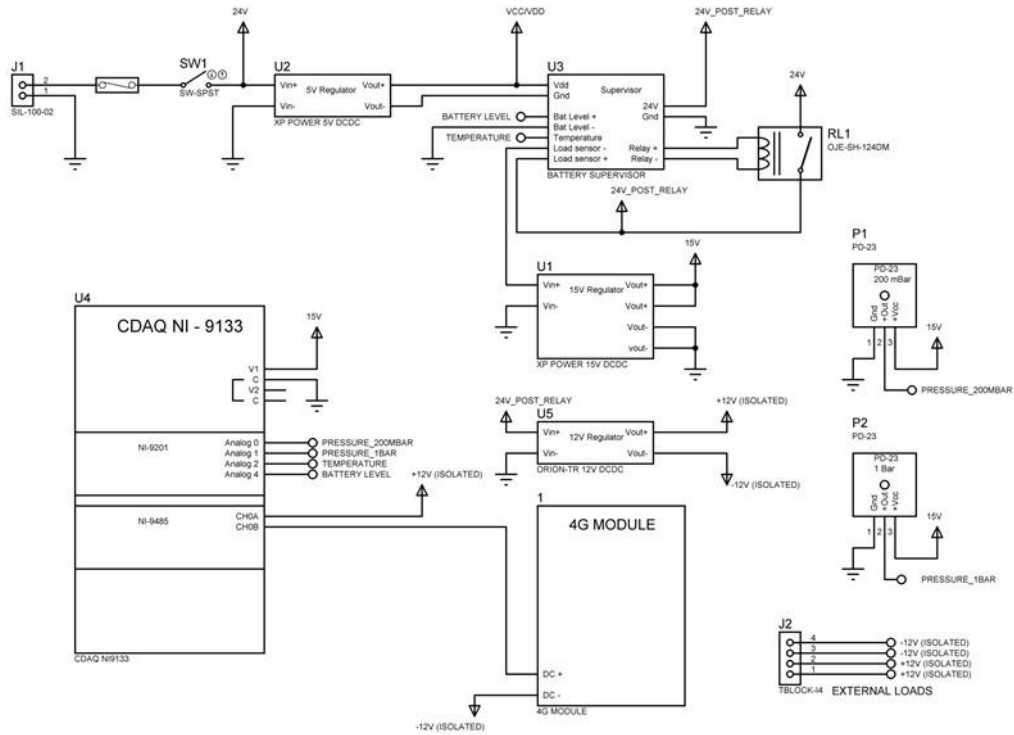 24V
VCC/VDD
24V_POST_RELAY
J1
2
1
SIL-100-02
SW1
SW-SPST
U2
Vin+
Vin-
5V Regulator
Vout+
Vout-
XP POWER 5V DCDC
U3
Vdd
Gnd
Supervisor
24V
Gnd
BATTERY LEVEL
Bat Level +
Bat Level -
TEMPERATURE
Temperature
Load sensor -
Load sensor +
Relay +
Relay -
BATTERY SUPERVISOR
24V
RL1
OJE-SH-124DM
24V_POST_RELAY
15V
U1
Vin+
Vin-
15V Regulator
Vout+
Vout+
Vout-
vout-
XP POWER 15V DCDC
P1
PD-23
PD-23
200 mBar
Gnd
+Out
+Vcc
1
2
3
15V
PRESSURE_200MBAR
U4
CDAQ NI - 9133
15V
V1
C
V2
C
NI-9201
Analog 0
Analog 1
Analog 2
Analog 4
PRESSURE_200MBAR
PRESSURE_1BAR
TEMPERATURE
BATTERY LEVEL
+12V (ISOLATED)
NI-9485
CH0A
CH0B
CDAQ NI9133
24V_POST_RELAY
U5
Vin+
Vin-
12V Regulator
Vout+
Vout-
ORION-TR 12V DCDC
+12V (ISOLATED)
-12V (ISOLATED)
P2
PD-23
PD-23
1 Bar
Gnd
+Out
+Vcc
1
2
3
15V
PRESSURE_1BAR
1
4G MODULE
DC +
DC -
4G MODULE
-12V (ISOLATED)
J2
4
3
2
1
-12V (ISOLATED)
-12V (ISOLATED)
+12V (ISOLATED)
+12V (ISOLATED)
TBLOCK-I4
EXTERNAL LOADS